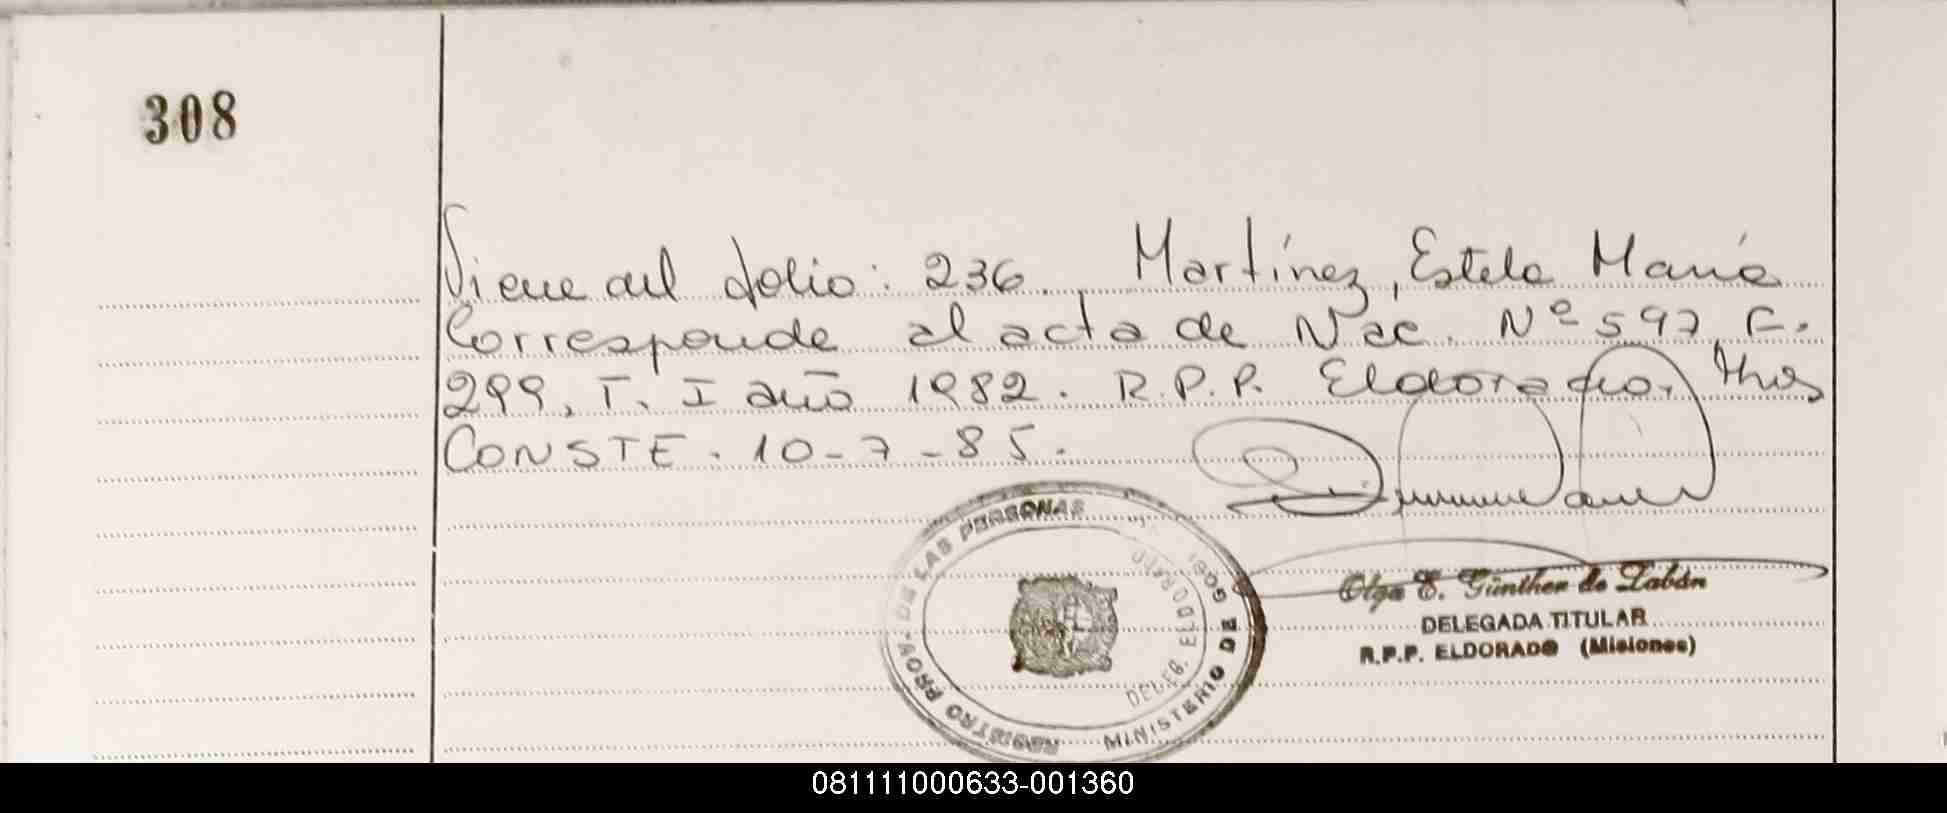 308
Viene del folio: 236. Martínez, Estela María
Corresponde al acta de Nac. Nº 597, F.
299, T. I año 1982. R.P.P. Eldorado, Mnes
CONSTE. 10-7-85.
REGISTRO PROV. DE LAS PERSONAS
MINISTERIO DE GOB.
DELEG. ELDORADO
Olga E. Günther de Zabán
DELEGADA TITULAR
R.P.P. ELDORADO (Misiones)
081111000633-001360